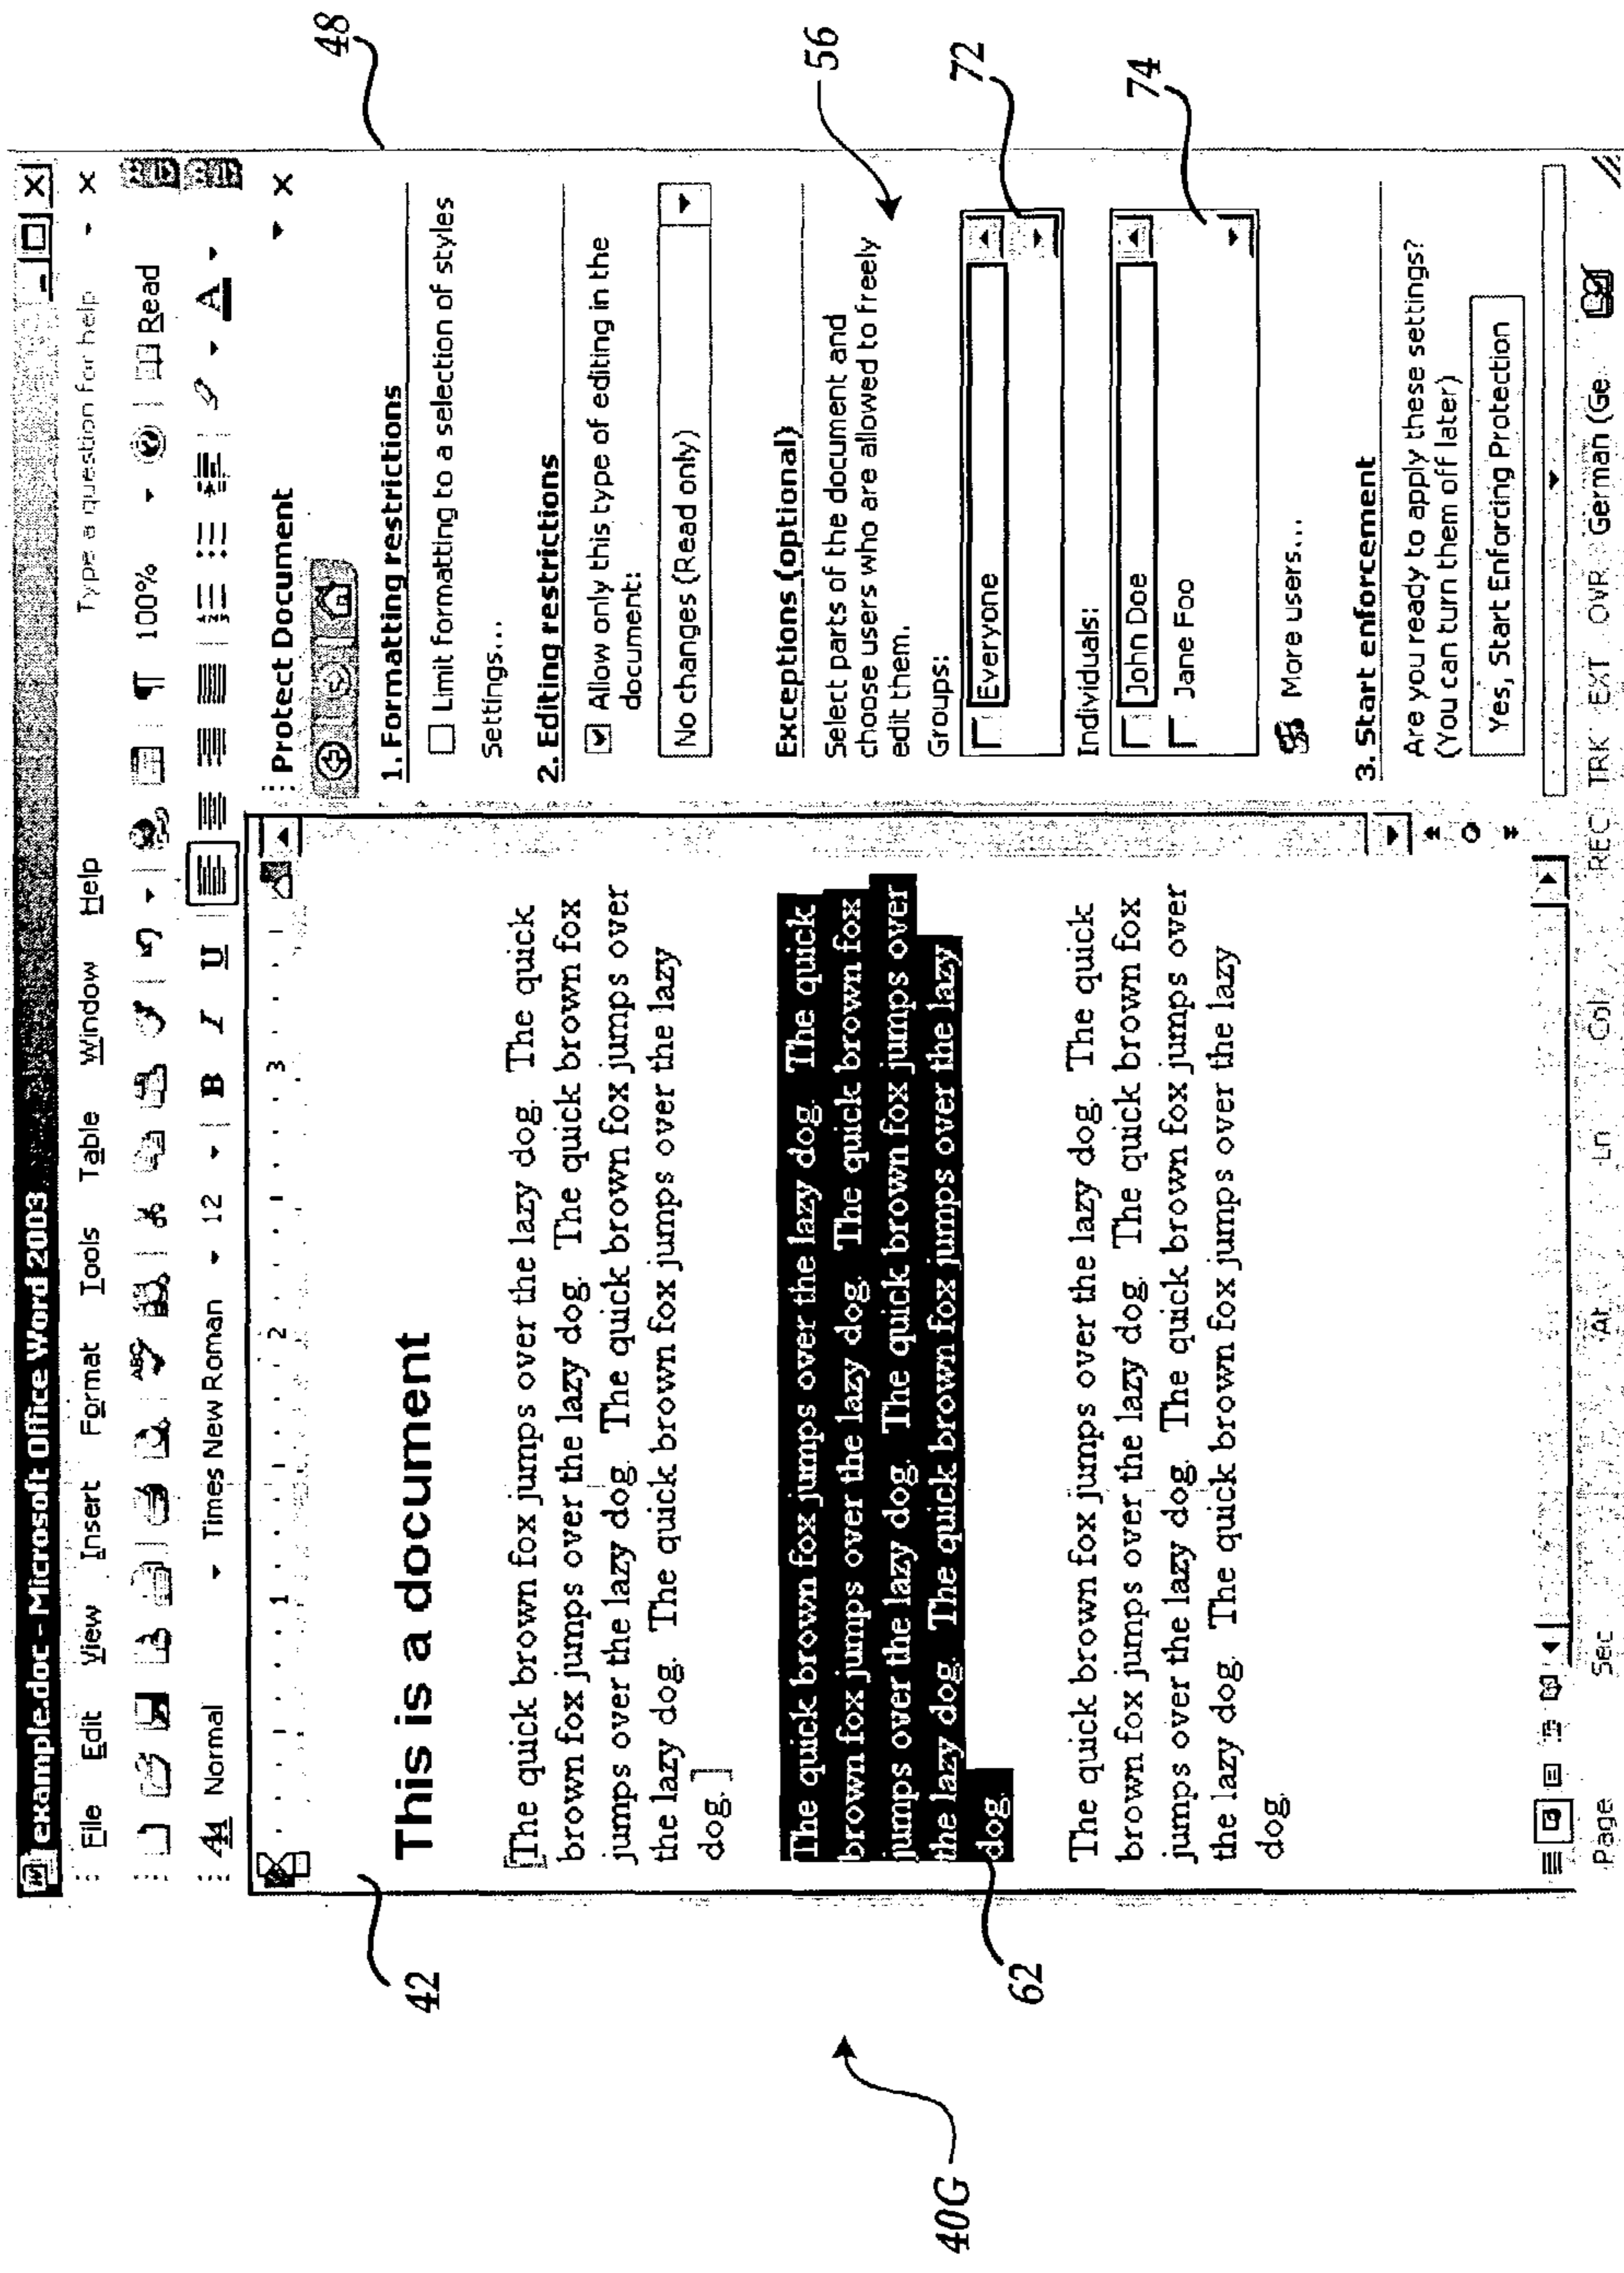 example.doc - Microsoft Office Word 2003
File Edit View Insert Format Tools Table Window Help
Type a question for help
100%
Read
Normal
Times New Roman
12
B I U
A
1 2 3
This is a document
[The quick brown fox jumps over the lazy dog. The quick
brown fox jumps over the lazy dog. The quick brown fox
jumps over the lazy dog. The quick brown fox jumps over
the lazy dog. The quick brown fox jumps over the lazy
dog.]
The quick brown fox jumps over the lazy dog. The quick
brown fox jumps over the lazy dog. The quick brown fox
jumps over the lazy dog. The quick brown fox jumps over
the lazy dog. The quick brown fox jumps over the lazy
dog.
The quick brown fox jumps over the lazy dog. The quick
brown fox jumps over the lazy dog. The quick brown fox
jumps over the lazy dog. The quick brown fox jumps over
the lazy dog. The quick brown fox jumps over the lazy
dog.
Protect Document
1. Formatting restrictions
Limit formatting to a selection of styles
Settings...
2. Editing restrictions
Allow only this type of editing in the
document:
No changes (Read only)
Exceptions (optional)
Select parts of the document and
choose users who are allowed to freely
edit them.
Groups:
Everyone
Individuals:
John Doe
Jane Foo
More users...
3. Start enforcement
Are you ready to apply these settings?
(You can turn them off later)
Yes, Start Enforcing Protection
Page Sec At Ln Col REC TRK EXT OVR German (Ge
42
48
56
72
74
62
40G